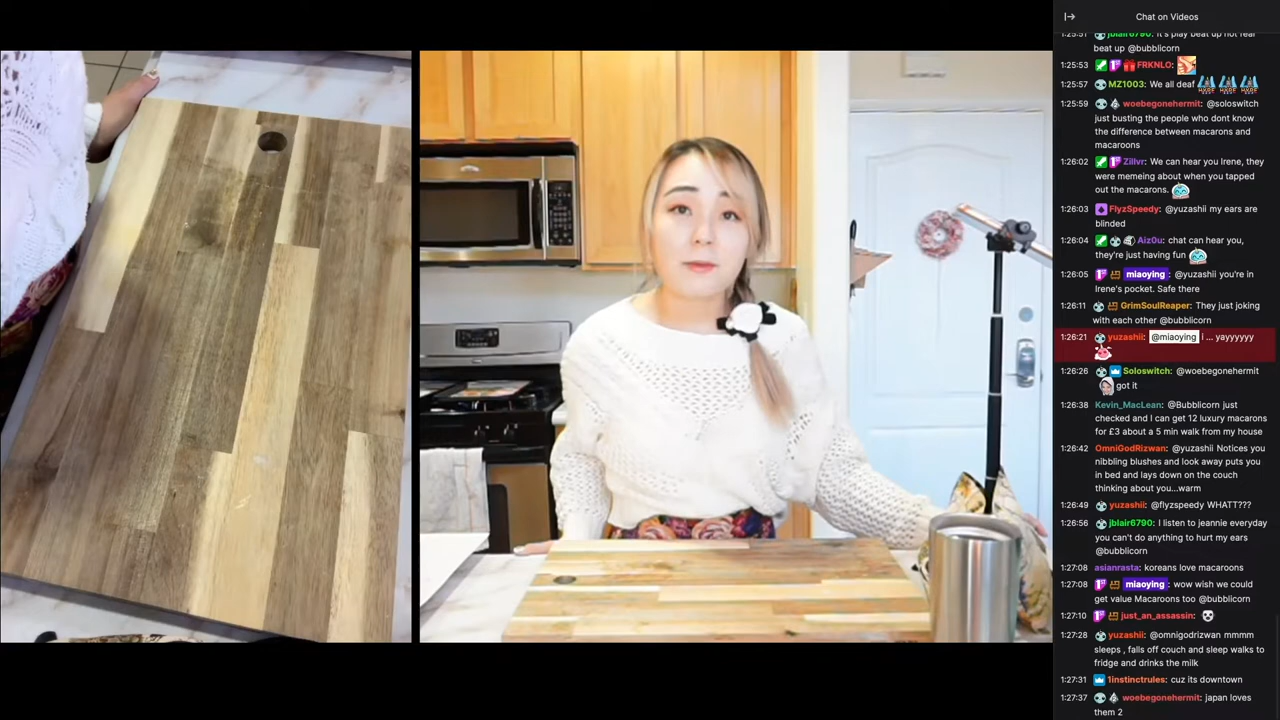 Chat on Videos
1:25:51 jblair6790: it's play beat up not real
beat up @bubblicorn
1:25:53 FRKNLO:
1:25:57 MZ1003: We all deaf
1:25:59 woebegonehermit: @soloswitch
just busting the people who dont know
the difference between macarons and
macaroons
1:26:02 Zillvr: We can hear you Irene, they
were memeing about when you tapped
out the macarons.
1:26:03 FlyzSpeedy: @yuzashii my ears are
blinded
1:26:04 Aiz0u: chat can hear you,
they're just having fun
1:26:05 miaoying: @yuzashii you're in
Irene's pocket. Safe there
1:26:11 GrimSoulReaper: They just joking
with each other @bubblicorn
1:26:21 yuzashii: @miaoying I ... yayyyyyy
1:26:26 Soloswitch: @woebegonehermit
got it
1:26:38 Kevin_MacLean: @Bubblicorn just
checked and I can get 12 luxury macarons
for £3 about a 5 min walk from my house
1:26:42 OmniGodRizwan: @yuzashii Notices you
nibbling blushes and look away puts you
in bed and lays down on the couch
thinking about you...warm
1:26:49 yuzashii: @flyzspeedy WHATT???
1:26:56 jblair6790: I listen to jeannie everyday
you can't do anything to hurt my ears
@bubblicorn
1:27:08 asianrasta: koreans love macaroons
1:27:08 miaoying: wow wish we could
get value Macaroons too @bubblicorn
1:27:10 just_an_assassin:
1:27:28 yuzashii: @omnigodrizwan mmmm
sleeps , falls off couch and sleep walks to
fridge and drinks the milk
1:27:31 1instinctrules: cuz its downtown
1:27:37 woebegonehermit: japan loves
them 2